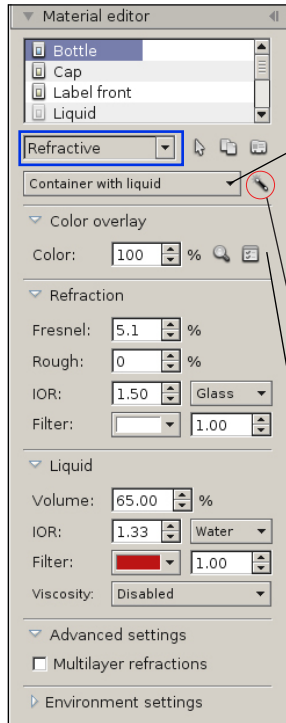 Material editor
Bottle
Cap
Label front
Liquid
Refractive
Container with liquid
Color overlay
Color: 100 %
Refraction
Fresnel: 5.1 %
Rough: 0 %
IOR: 1.50 Glass
Filter: 1.00
Liquid
Volume: 65.00 %
IOR: 1.33 Water
Filter: 1.00
Viscosity: Disabled
Advanced settings
Multilayer refractions
Environment settings